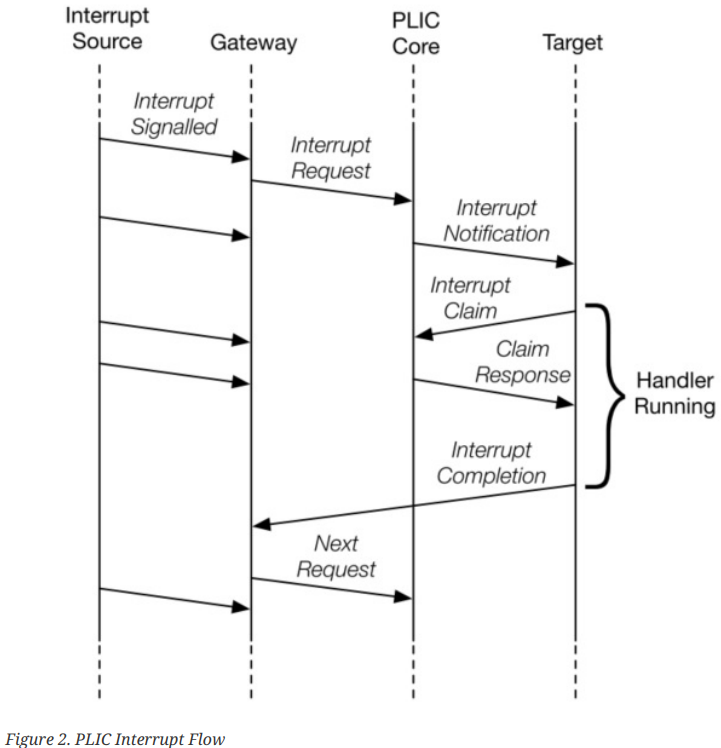 Interrupt
Source
Gateway
PLIC
Core
Target
Interrupt
Signalled
Interrupt
Request
Interrupt
Notification
Interrupt
Claim
Claim
Response
Handler
Running
Interrupt
Completion
Next
Request
Figure 2. PLIC Interrupt Flow